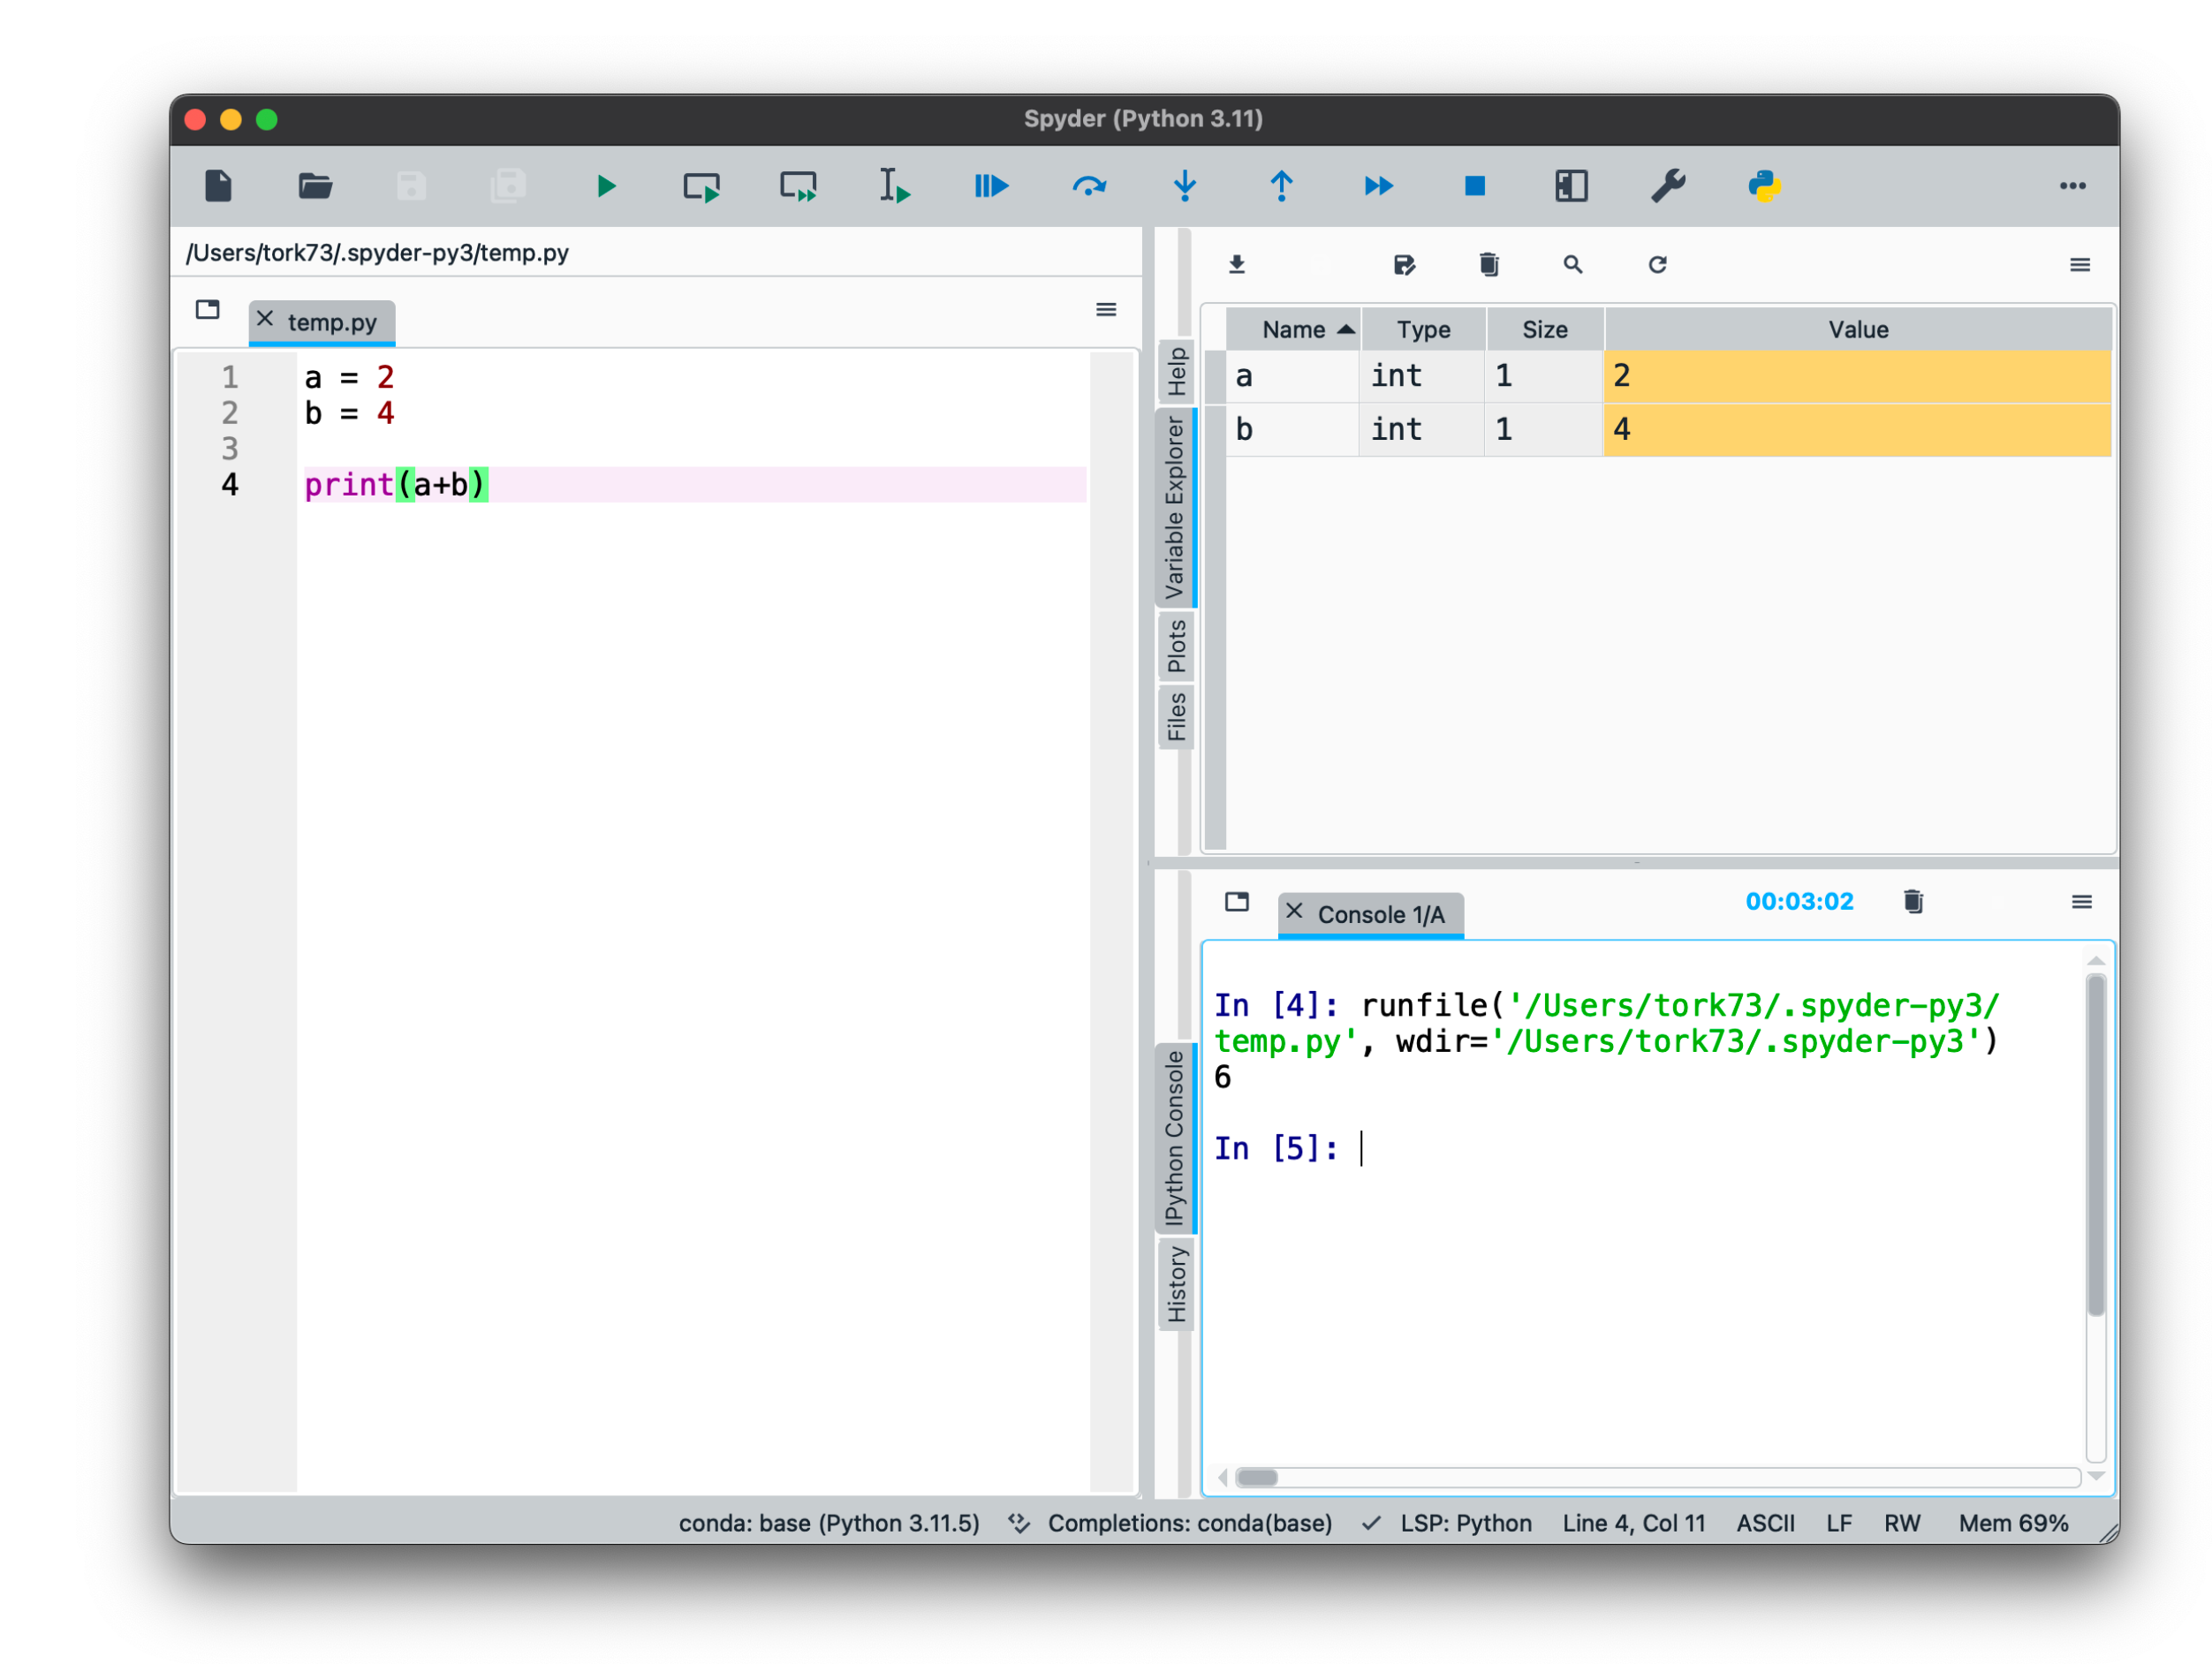 Spyder (Python 3.11)
/Users/tork73/.spyder-py3/temp.py
temp.py
1 a = 2
2 b = 4
3
4 print(a+b)
Help
Variable Explorer
Plots
Files
Name Type Size Value
a int 1 2
b int 1 4
Console 1/A
00:03:02
IPython Console
History
In [4]: runfile('/Users/tork73/.spyder-py3/
temp.py', wdir='/Users/tork73/.spyder-py3')
6
In [5]:
conda: base (Python 3.11.5) Completions: conda(base) LSP: Python Line 4, Col 11 ASCII LF RW Mem 69%